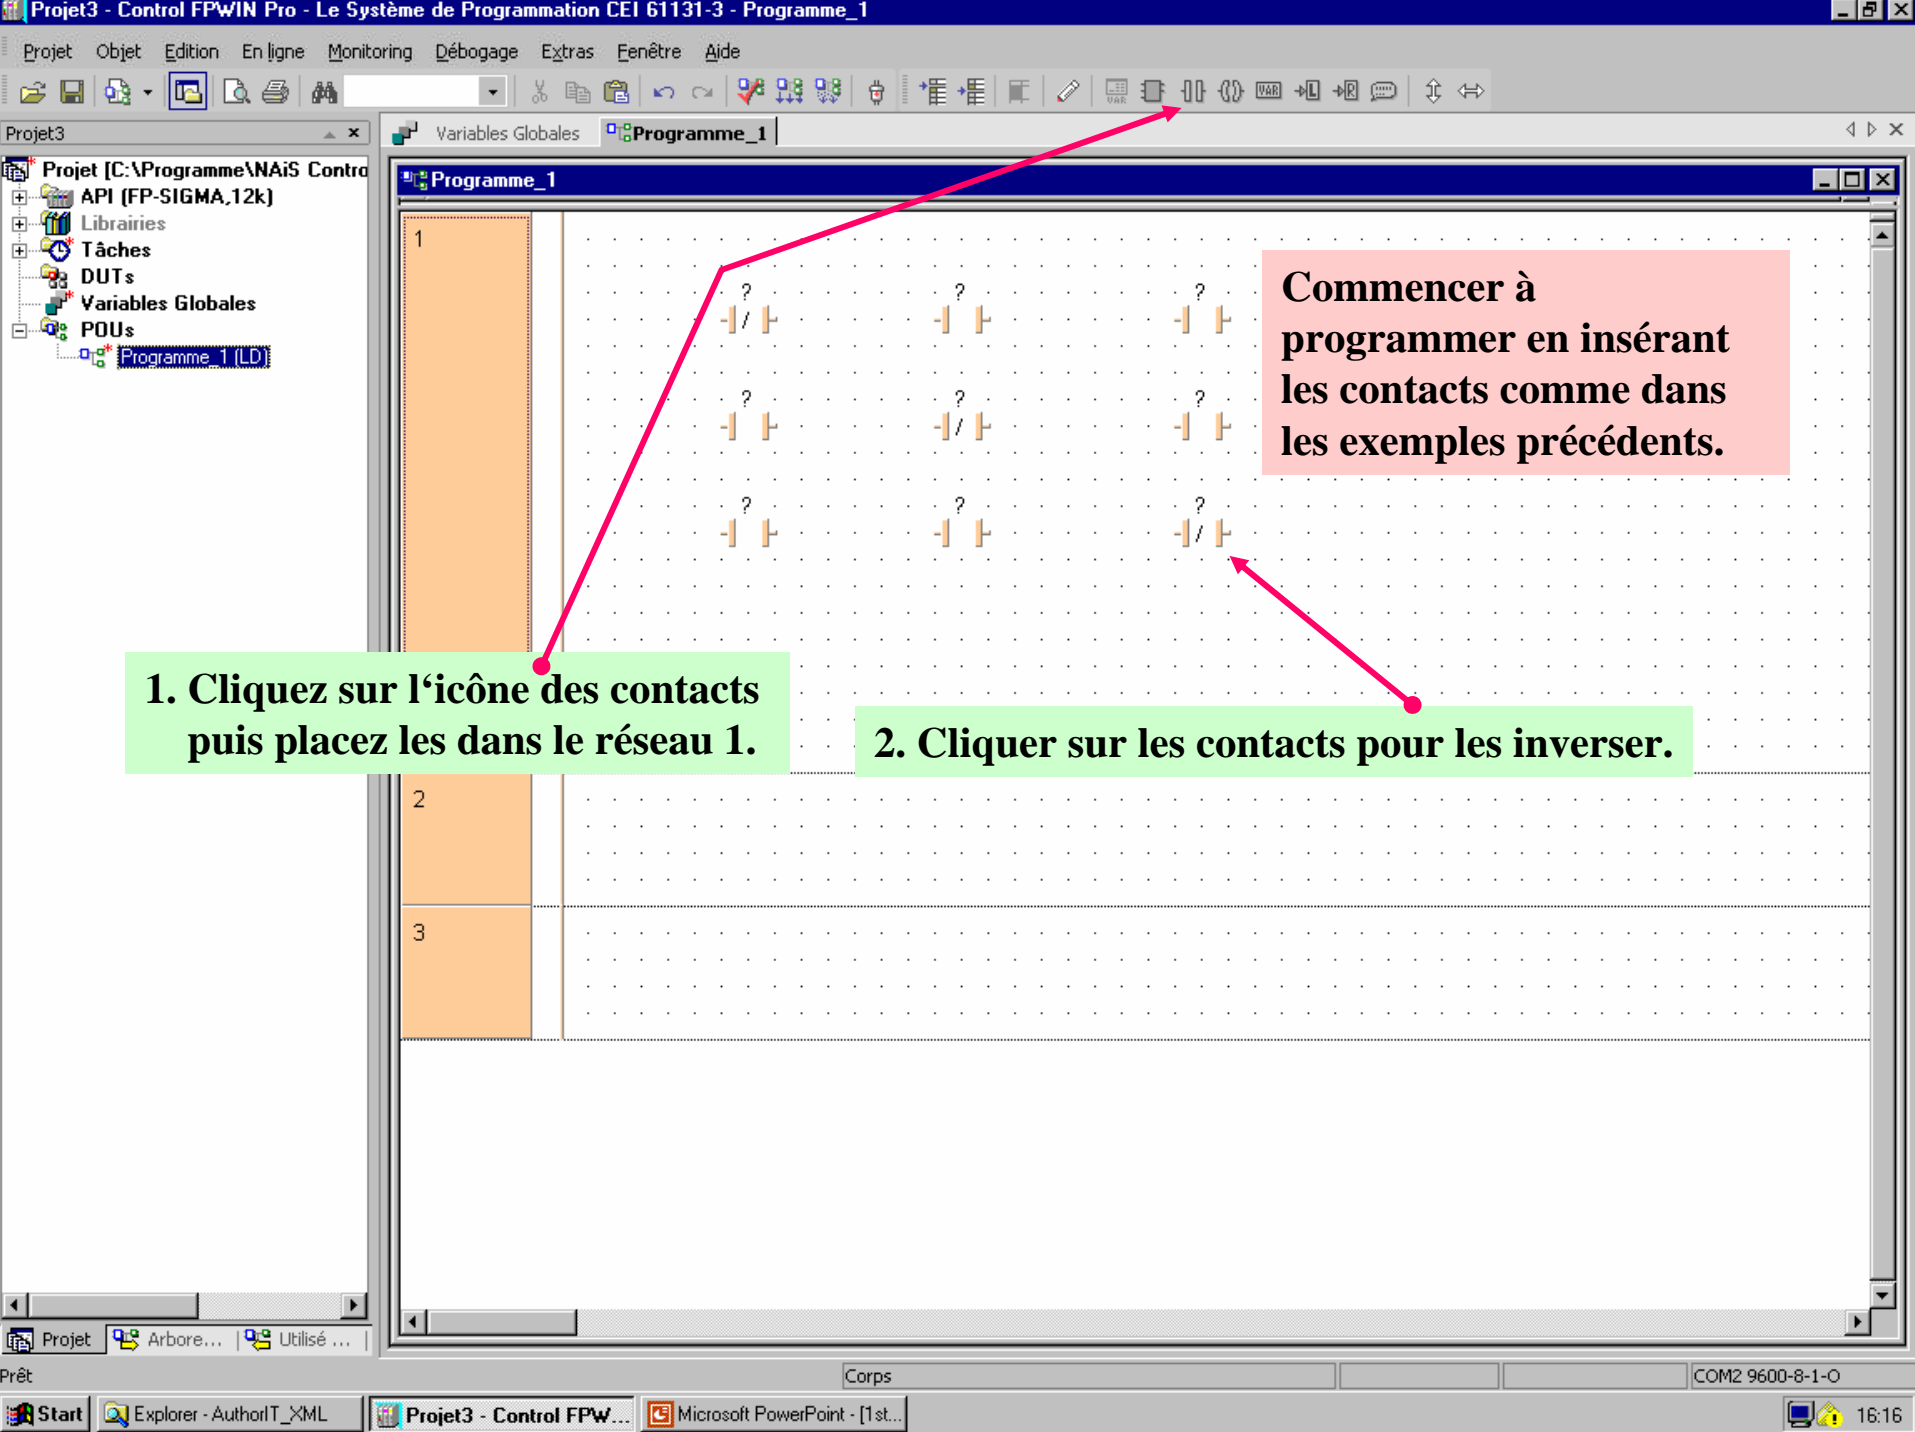 Projet3 - Control FPWIN Pro - Le Système de Programmation CEI 61131-3 - Programme_1
Projet Objet Edition En ligne Monitoring Débogage Extras Fenêtre Aide
Projet3
Variables Globales Programme_1
Projet [C:\Programme\NAiS Contro
API (FP-SIGMA,12k)
Librairies
Tâches
DUTs
Variables Globales
POUs
Programme_1 (LD)
Programme_1
1
? ? ?
/
? ? ?
/
? ? ?
/
Commencer à
programmer en insérant
les contacts comme dans
les exemples précédents.
1. Cliquez sur l‘icône des contacts
puis placez les dans le réseau 1.
2. Cliquer sur les contacts pour les inverser.
2
3
Projet Arbore... Utilisé ...
Prêt Corps COM2 9600-8-1-O
Start Explorer - AuthorIT_XML Projet3 - Control FPW... Microsoft PowerPoint - [1st... 16:16